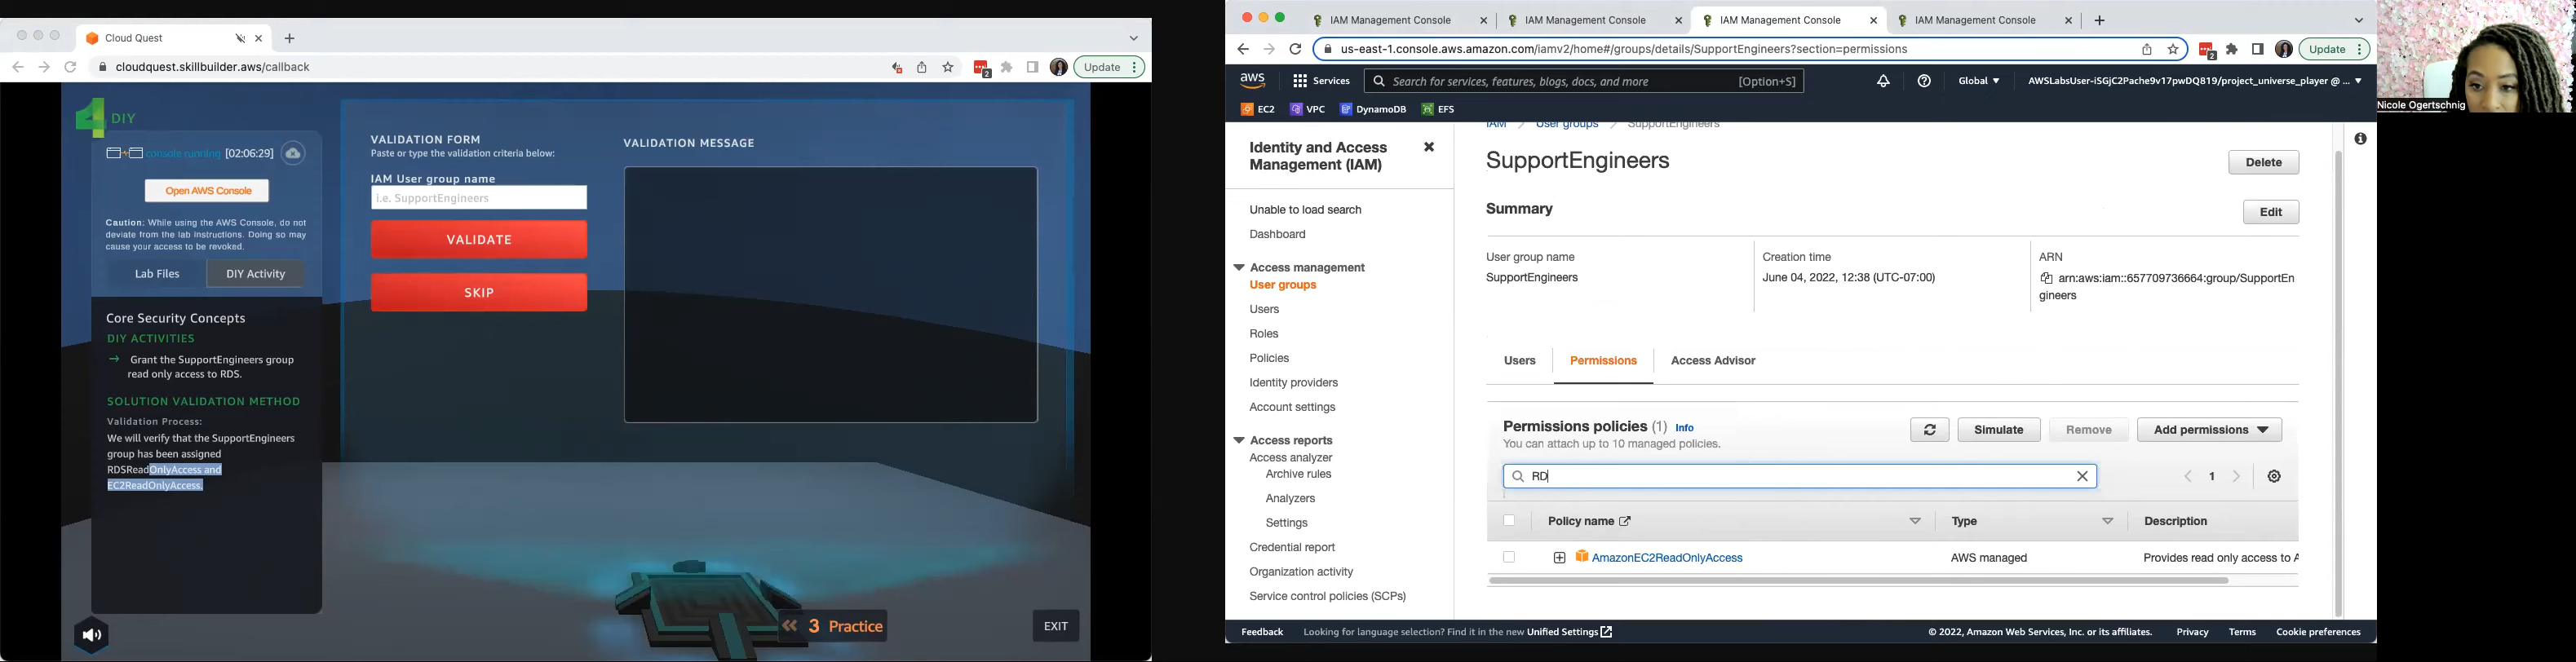 Cloud Quest
cloudquest.skillbuilder.aws/callback
2
Update
4 DIY
console running [02:06:29]
Open AWS Console
Caution: While using the AWS Console, do not
deviate from the lab instructions. Doing so may
cause your access to be revoked.
Lab Files
DIY Activity
Core Security Concepts
DIY ACTIVITIES
→ Grant the SupportEngineers group
read only access to RDS.
SOLUTION VALIDATION METHOD
Validation Process:
We will verify that the SupportEngineers
group has been assigned
RDSReadOnlyAccess and
EC2ReadOnlyAccess.
VALIDATION FORM
Paste or type the validation criteria below:
IAM User group name
i.e. SupportEngineers
VALIDATE
SKIP
VALIDATION MESSAGE
3 Practice
EXIT
IAM Management Console
IAM Management Console
IAM Management Console
IAM Management Console
us-east-1.console.aws.amazon.com/iamv2/home#/groups/details/SupportEngineers?section=permissions
2
Update
aws
Services
Search for services, features, blogs, docs, and more
[Option+S]
Global
AWSLabsUser-iSGjC2Pache9v17pwDQ819/project_universe_player @ ...
EC2
VPC
DynamoDB
EFS
Identity and Access
Management (IAM)
Unable to load search
Dashboard
Access management
User groups
Users
Roles
Policies
Identity providers
Account settings
Access reports
Access analyzer
Archive rules
Analyzers
Settings
Credential report
Organization activity
Service control policies (SCPs)
IAM
User groups
SupportEngineers
SupportEngineers
Delete
Summary
Edit
User group name
SupportEngineers
Creation time
June 04, 2022, 12:38 (UTC-07:00)
ARN
arn:aws:iam::657709736664:group/SupportEn
gineers
Users
Permissions
Access Advisor
Permissions policies (1) Info
You can attach up to 10 managed policies.
Simulate
Remove
Add permissions
RD
1
Policy name
Type
Description
AmazonEC2ReadOnlyAccess
AWS managed
Provides read only access to A
Feedback
Looking for language selection? Find it in the new Unified Settings
© 2022, Amazon Web Services, Inc. or its affiliates.
Privacy
Terms
Cookie preferences
Nicole Ogertschnig